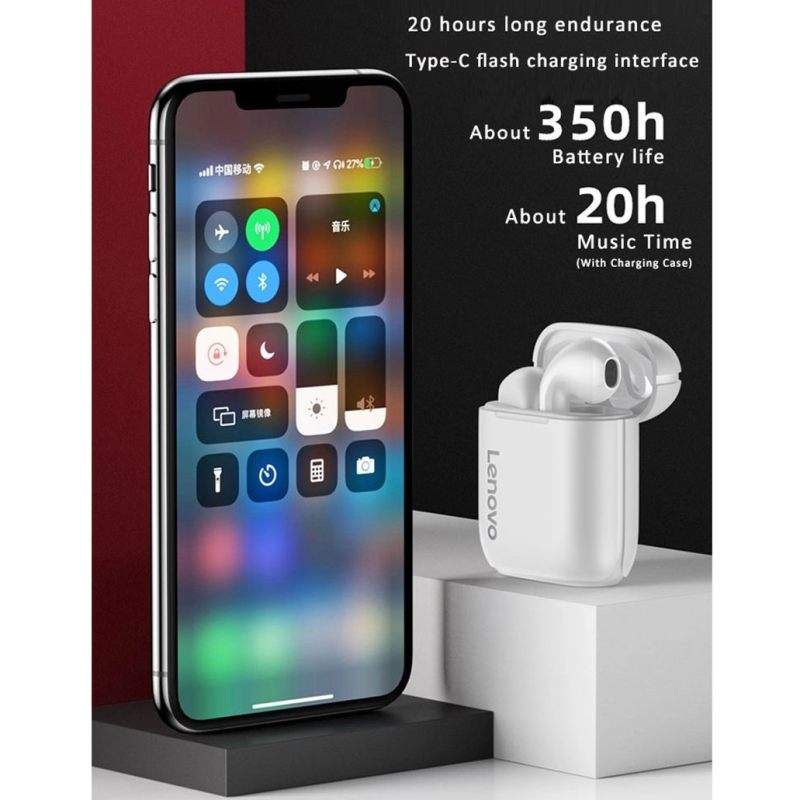 20 hours long endurance
Type-C flash charging interface
About 350h
Battery life
About 20h
Music Time
(With Charging Case)
中国移动 27%
音乐
屏幕镜像
Lenovo